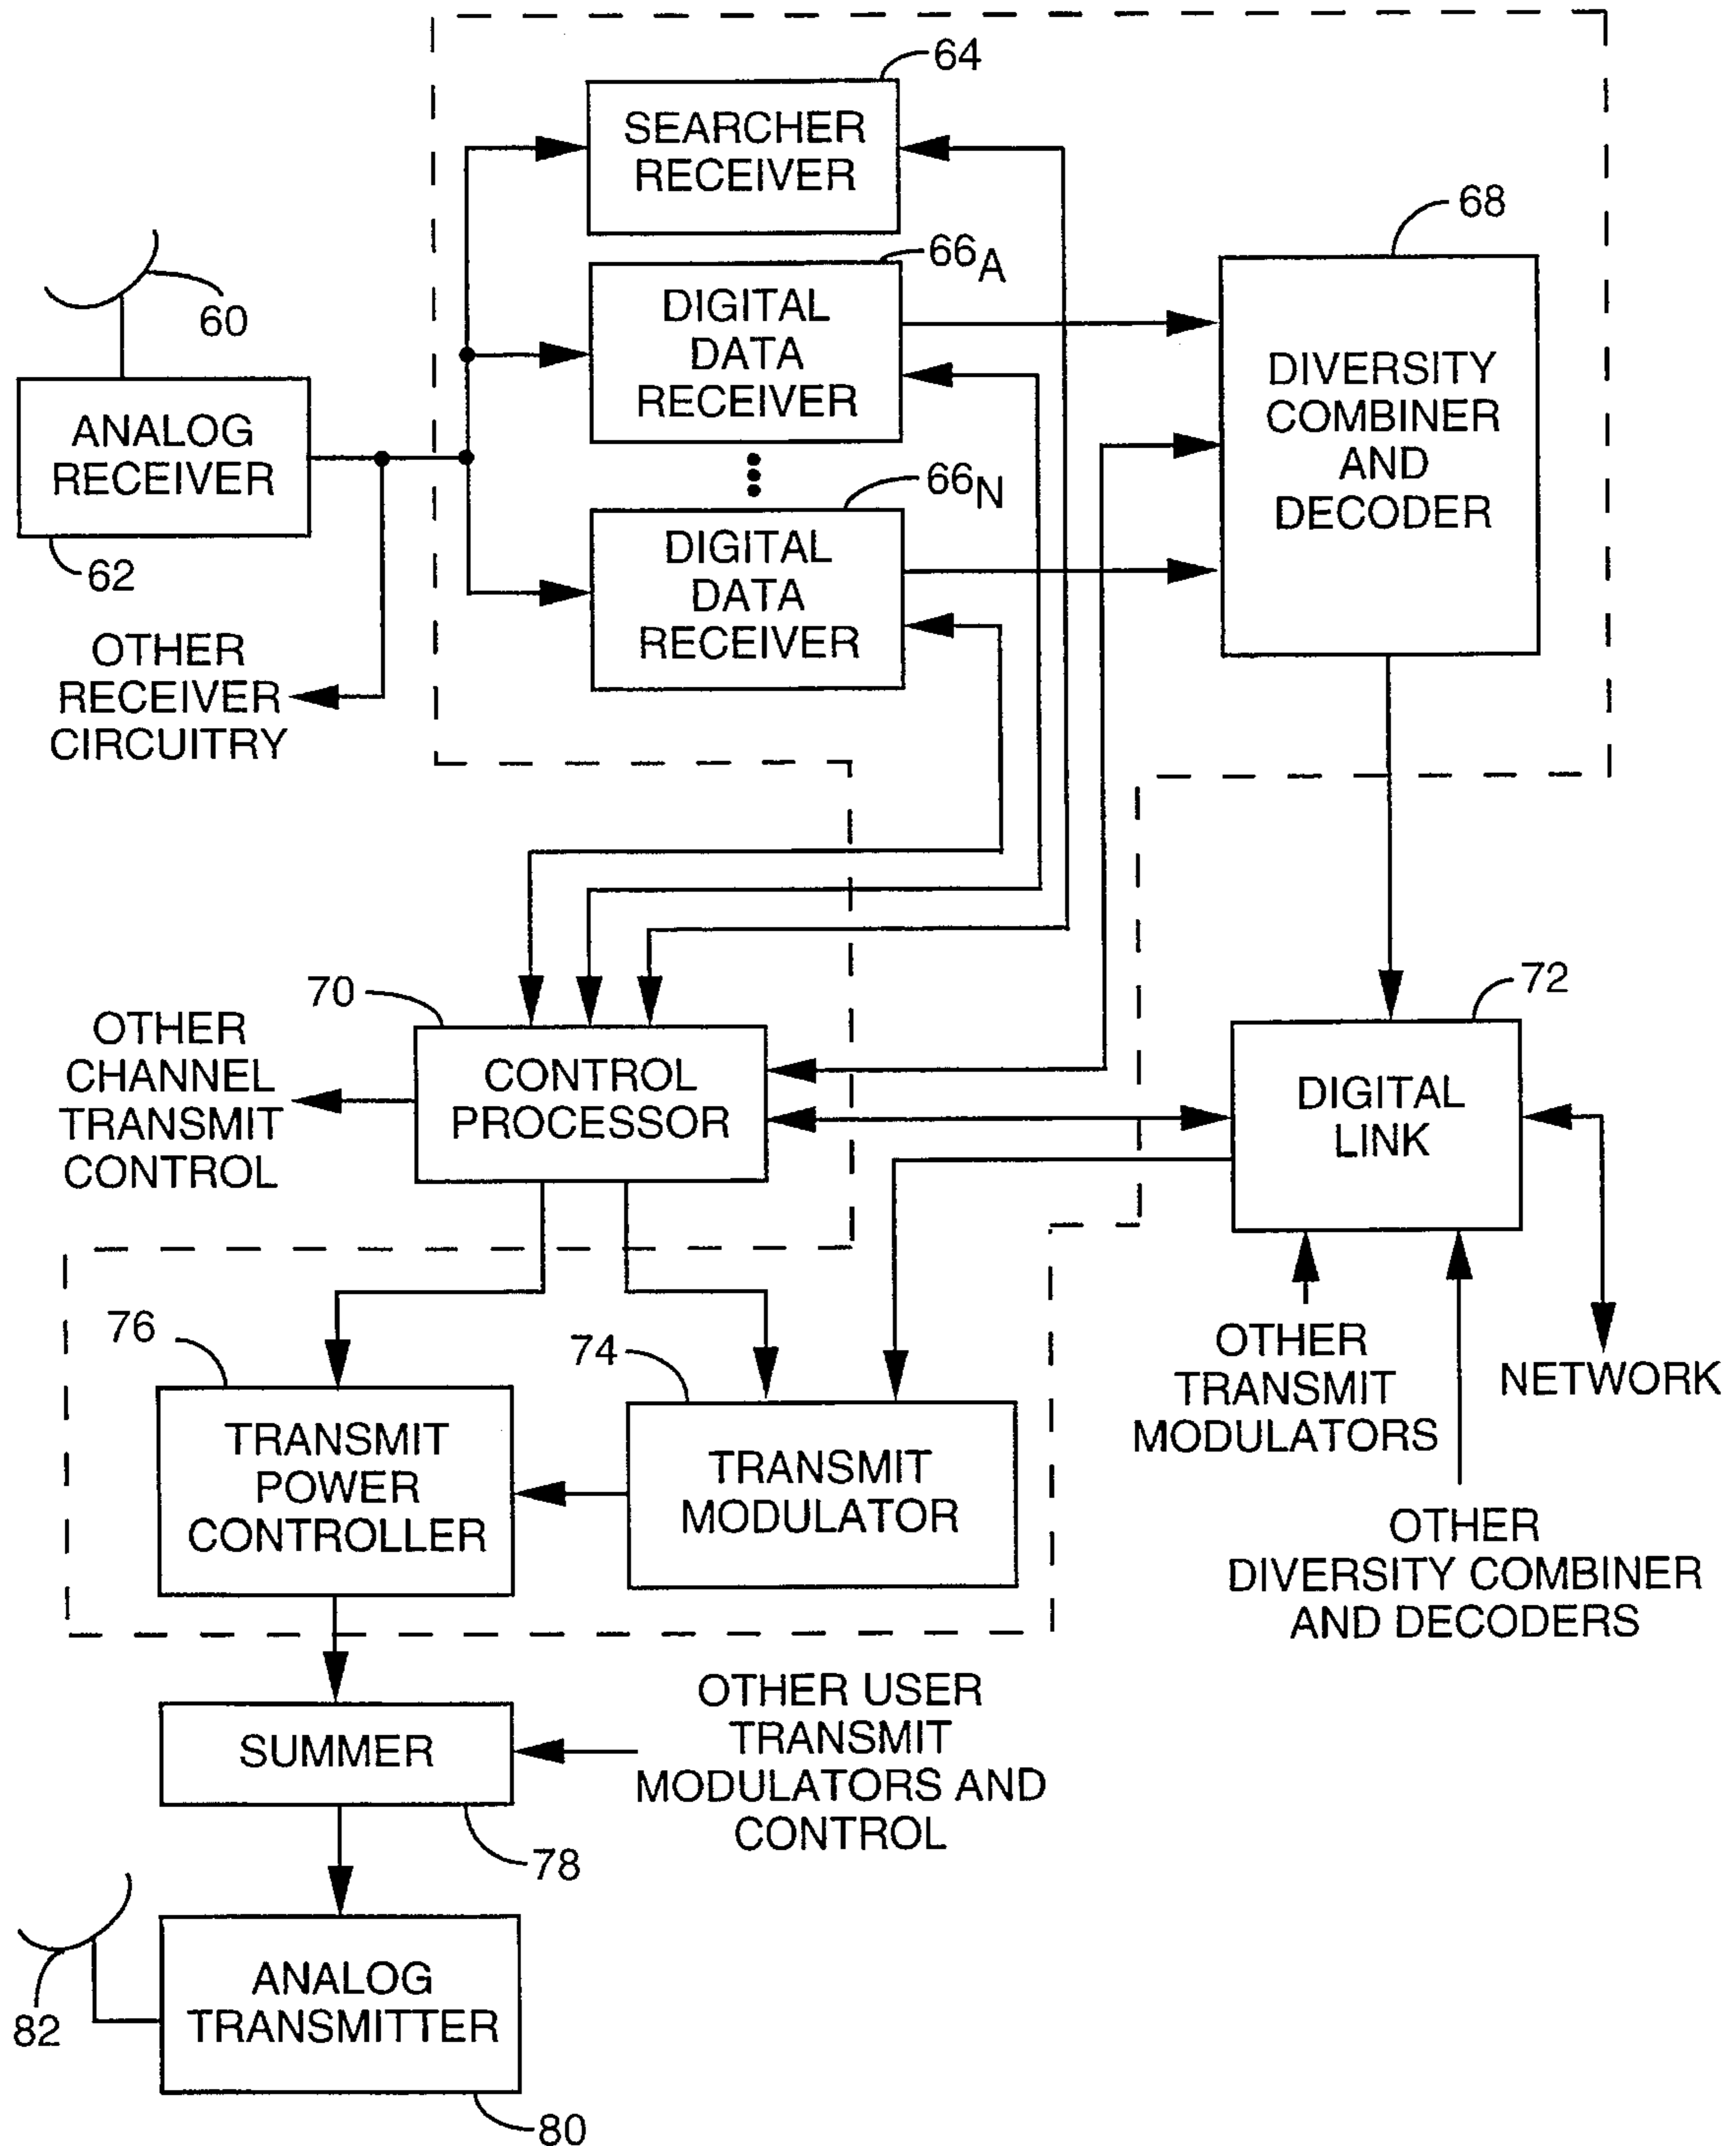 64
SEARCHER
RECEIVER
68
66A
DIGITAL
DATA
RECEIVER
60
ANALOG
RECEIVER
62
DIVERSITY
COMBINER
AND
DECODER
66N
DIGITAL
DATA
RECEIVER
OTHER
RECEIVER
CIRCUITRY
70
CONTROL
PROCESSOR
OTHER
CHANNEL
TRANSMIT
CONTROL
72
DIGITAL
LINK
76
TRANSMIT
POWER
CONTROLLER
74
TRANSMIT
MODULATOR
OTHER
TRANSMIT
MODULATORS
NETWORK
OTHER
DIVERSITY COMBINER
AND DECODERS
SUMMER
78
OTHER USER
TRANSMIT
MODULATORS AND
CONTROL
82
ANALOG
TRANSMITTER
80